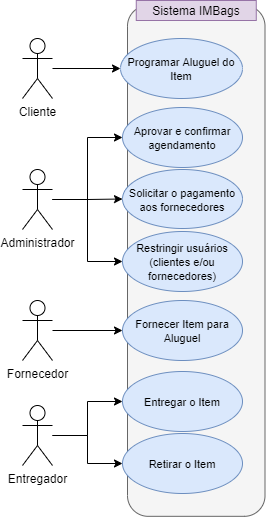 Sistema IMBags
Programar Aluguel do
Item
Cliente
Aprovar e confirmar
agendamento
Solicitar o pagamento
aos fornecedores
Administrador
Restringir usuários
(clientes e/ou
fornecedores)
Fornecer Item para
Aluguel
Fornecedor
Entregar o Item
Entregador
Retirar o Item